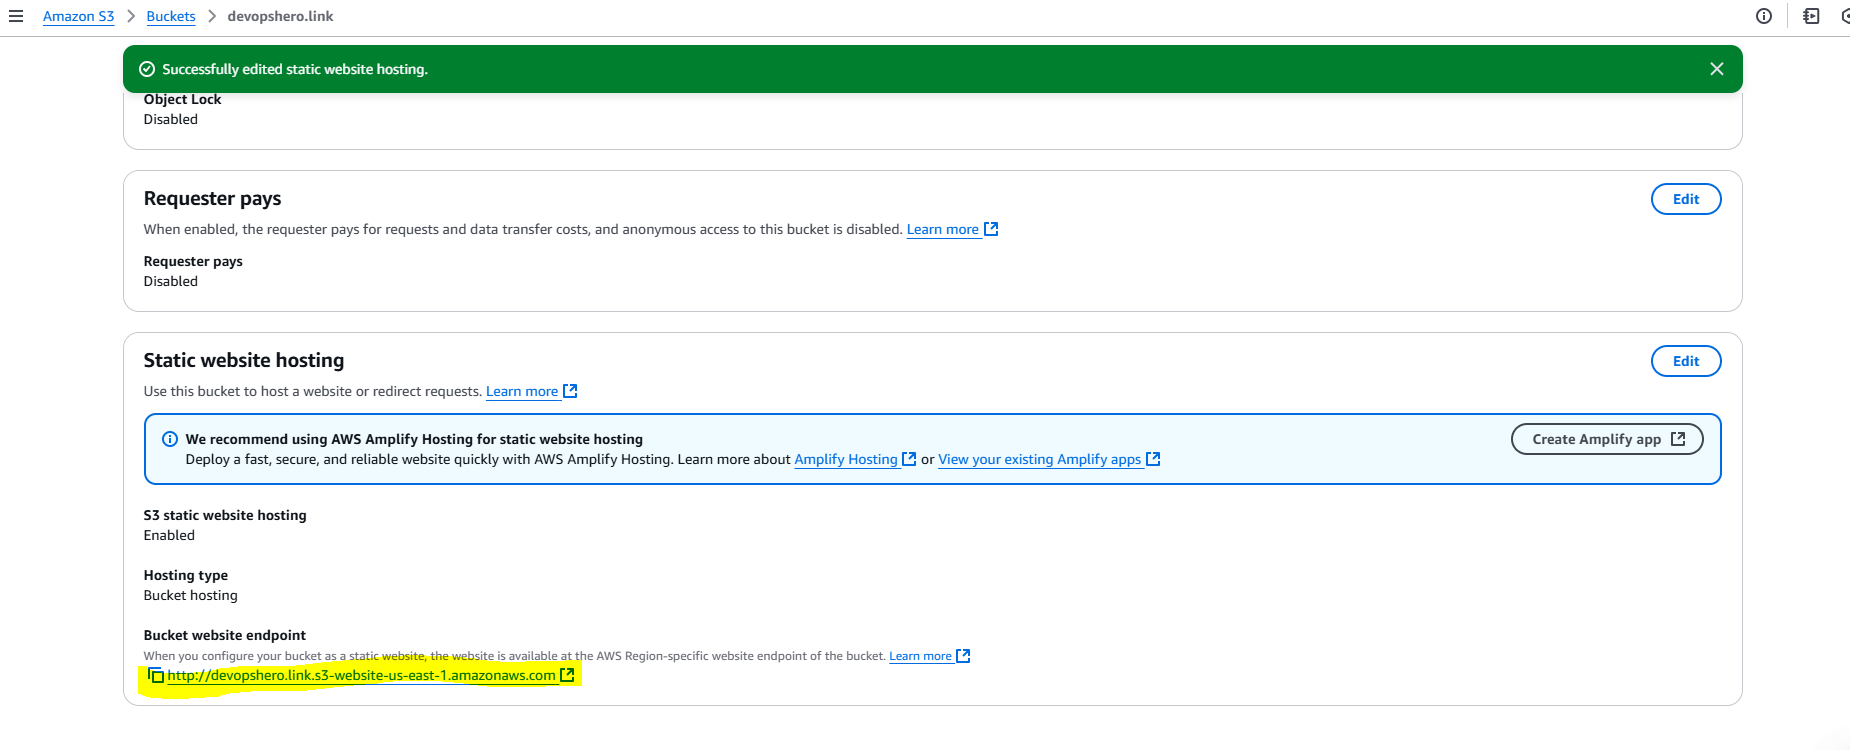 Amazon S3 > Buckets > devopshero.link
Successfully edited static website hosting.
Object Lock
Disabled
Requester pays
Edit
When enabled, the requester pays for requests and data transfer costs, and anonymous access to this bucket is disabled. Learn more
Requester pays
Disabled
Static website hosting
Edit
Use this bucket to host a website or redirect requests. Learn more
We recommend using AWS Amplify Hosting for static website hosting
Create Amplify app
Deploy a fast, secure, and reliable website quickly with AWS Amplify Hosting. Learn more about Amplify Hosting or View your existing Amplify apps
S3 static website hosting
Enabled
Hosting type
Bucket hosting
Bucket website endpoint
When you configure your bucket as a static website, the website is available at the AWS Region-specific website endpoint of the bucket. Learn more
http://devopshero.link.s3-website-us-east-1.amazonaws.com